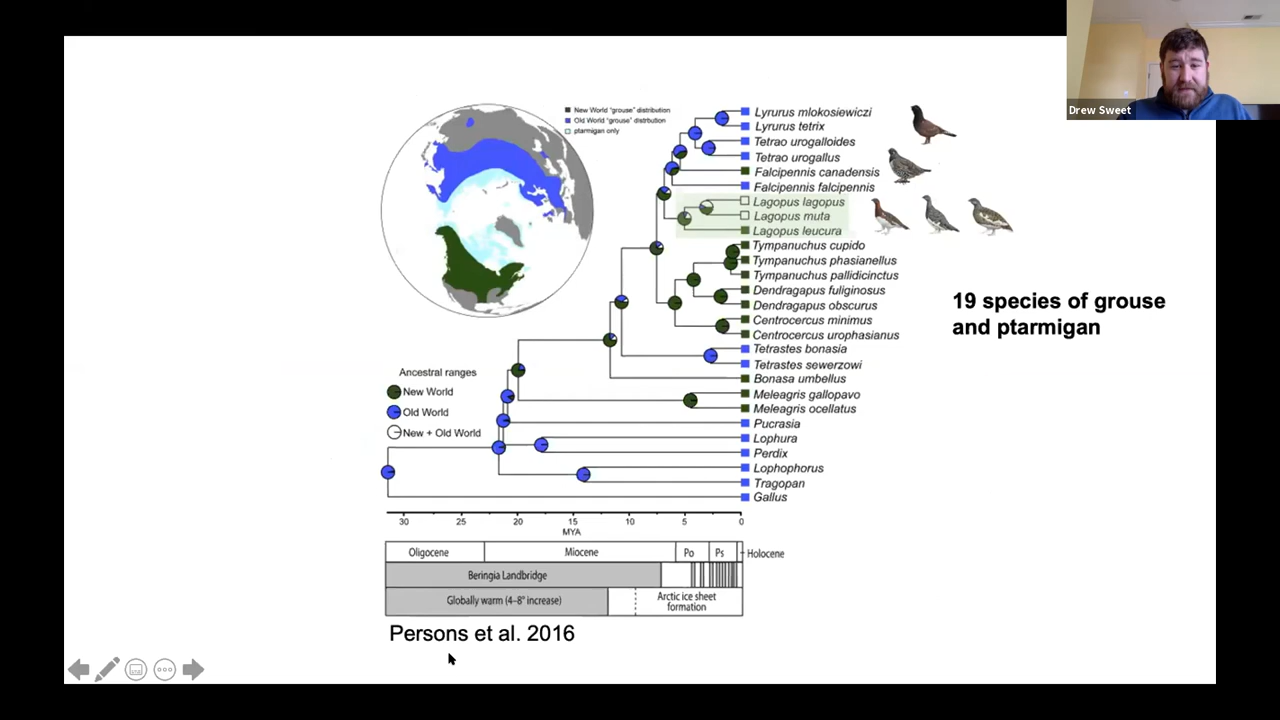 Drew Sweet
New World "grouse" distribution
Old World "grouse" distrbution
ptarmigan only
Lyrurus mlokosiewiczi
Lyrurus tetrix
Tetrao urogalloides
Tetrao urogallus
Falcipennis canadensis
Falcipennis falcipennis
Lagopus lagopus
Lagopus muta
Lagopus leucura
Tympanuchus cupido
Tympanuchus phasianellus
Tympanuchus pallidicinctus
Dendragapus fuliginosus
Dendragapus obscurus
Centrocercus minimus
Centrocercus urophasianus
Tetrastes bonasia
Tetrastes sewerzowi
Bonasa umbellus
Meleagris gallopavo
Meleagris ocellatus
Pucrasia
Lophura
Perdix
Lophophorus
Tragopan
Gallus
19 species of grouse
and ptarmigan
Ancestral ranges
New World
Old World
New + Old World
30 25 20 15 10 5 0
MYA
Oligocene Miocene Po Ps Holocene
Beringia Landbridge
Globally warm (4–8° increase) Arctic ice sheet
formation
Persons et al. 2016